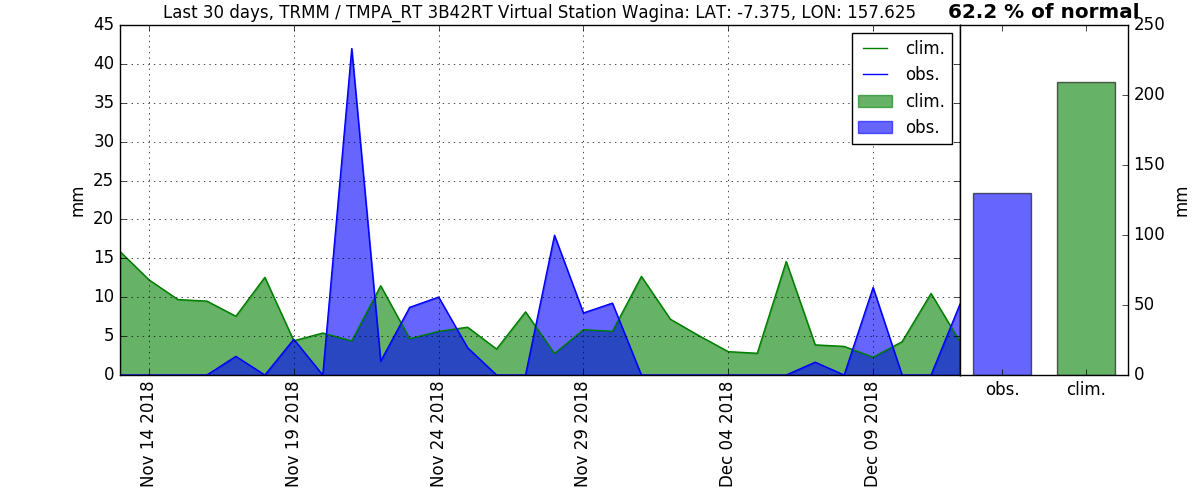 Last 30 days, TRMM / TMPA_RT 3B42RT Virtual Station Wagina: LAT: -7.375, LON: 157.625
62.2 % of normal
45
40
35
30
25
20
15
10
5
0
mm
Nov 14 2018
Nov 19 2018
Nov 24 2018
Nov 29 2018
Dec 04 2018
Dec 09 2018
clim.
obs.
clim.
obs.
250
200
150
100
50
0
mm
obs.
clim.